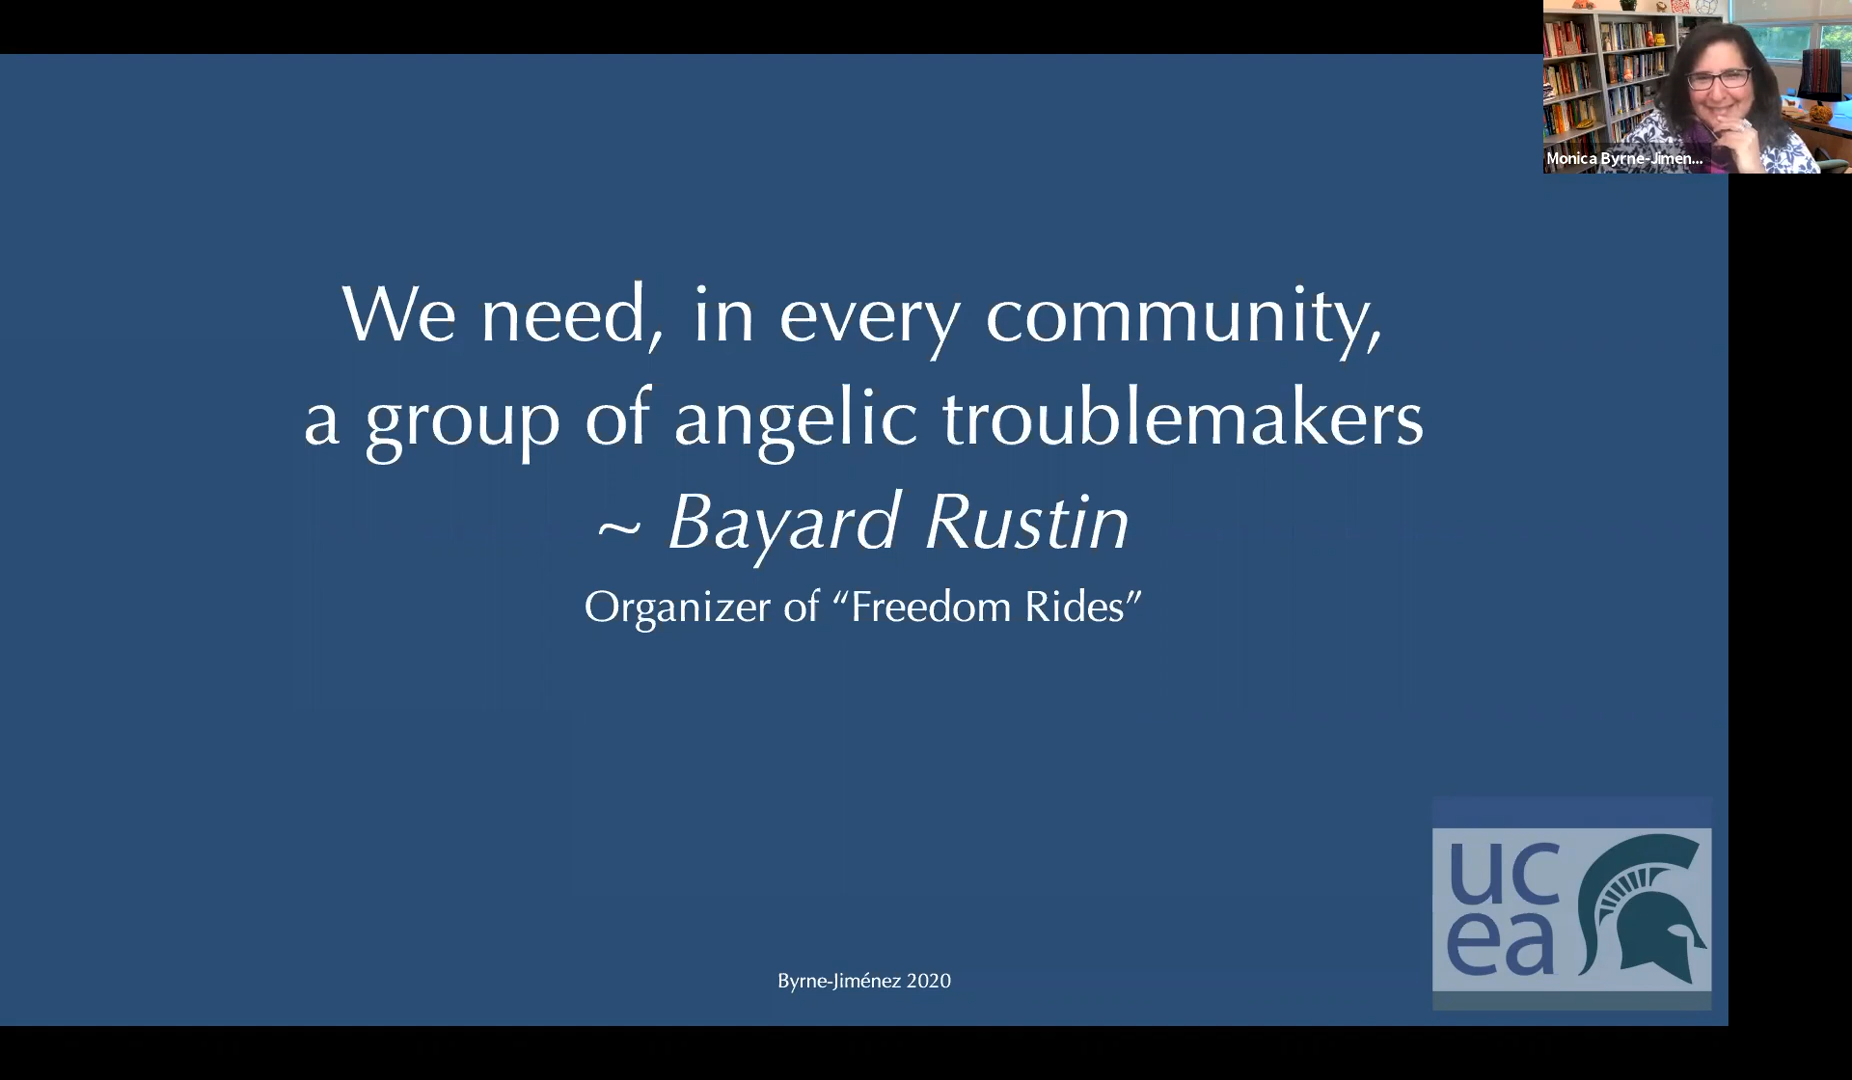 Monica Byrne-Jimen...
We need, in every community,
a group of angelic troublemakers
~ Bayard Rustin
Organizer of “Freedom Rides”
uc
ea
Byrne-Jiménez 2020